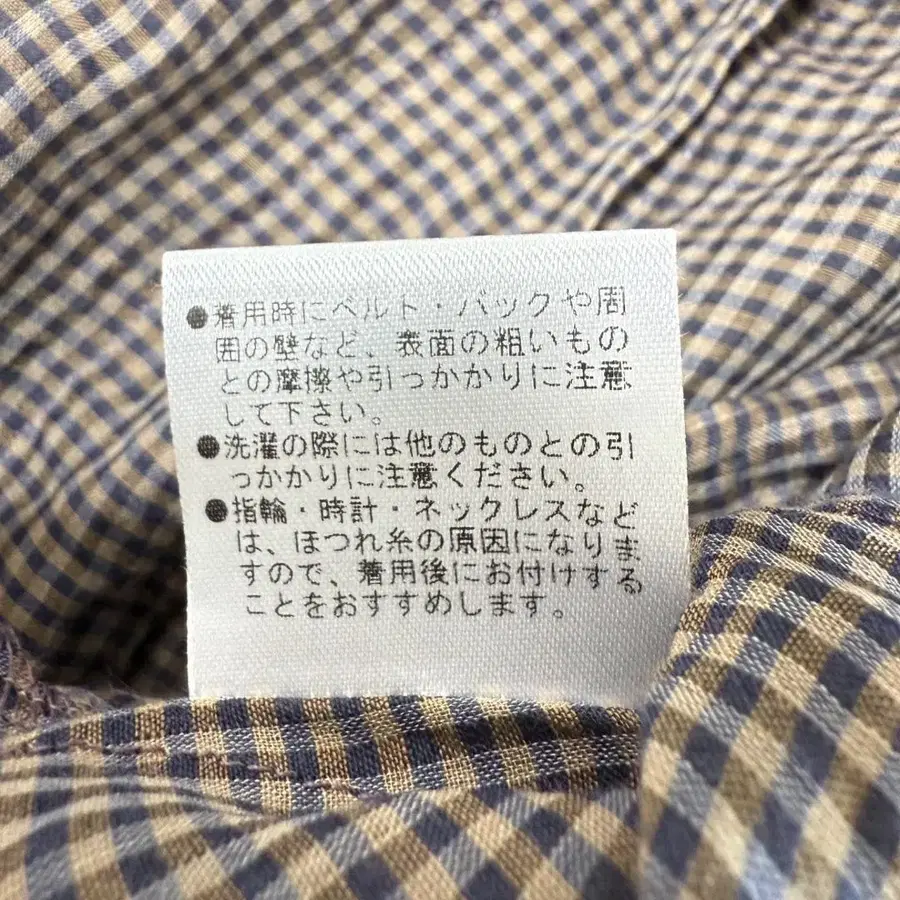 ●着用時にベルト・バックや周
囲の壁など、表面の粗いもの
との摩擦や引っかかりに注意
して下さい。
●洗濯の際には他のものとの引
っかかりに注意ください。
●指輪・時計・ネックレスなど
は、ほつれ糸の原因になりま
すので、着用後にお付けする
ことをおすすめします。